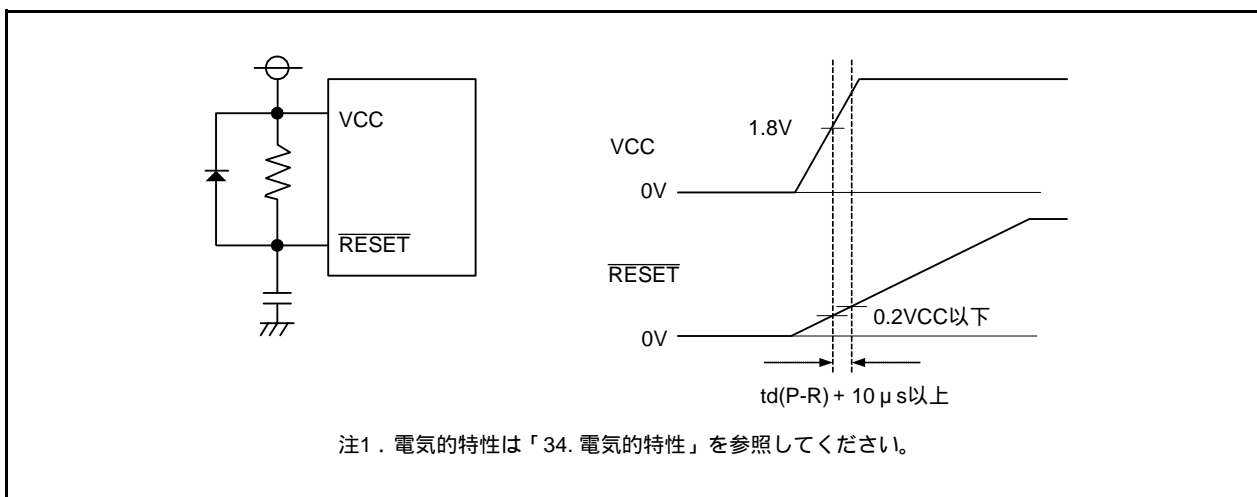 VCC
RESET
1.8V
VCC
0V
RESET
0.2VCC以下
0V
td(P-R) + 10 μ s以上
注1．電気的特性は「34. 電気的特性」を参照してください。